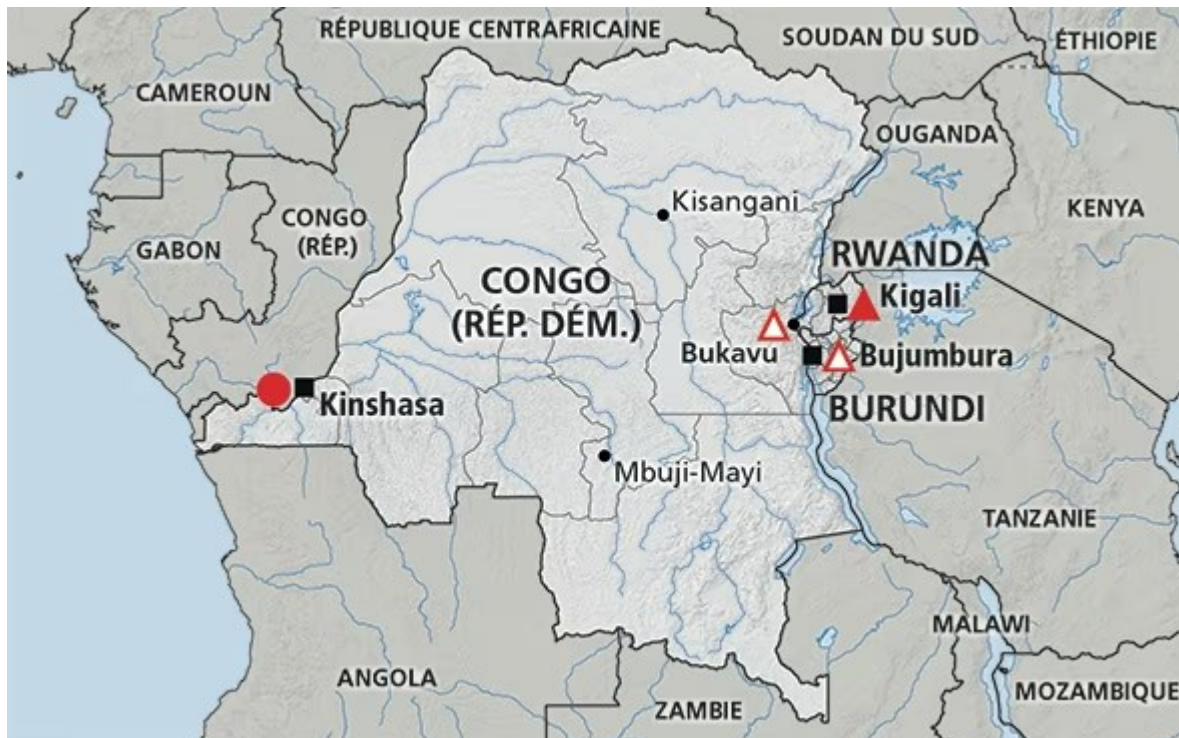 RÉPUBLIQUE CENTRAFRICAINE
SOUDAN DU SUD
ÉTHIOPIE
CAMEROUN
OUGANDA
Kisangani
KENYA
CONGO
(RÉP.)
GABON
RWANDA
CONGO
(RÉP. DÉM.)
Kigali
Bukavu
Bujumbura
Kinshasa
BURUNDI
Mbuji-Mayi
TANZANIE
MALAWI
ANGOLA
MOZAMBIQUE
ZAMBIE